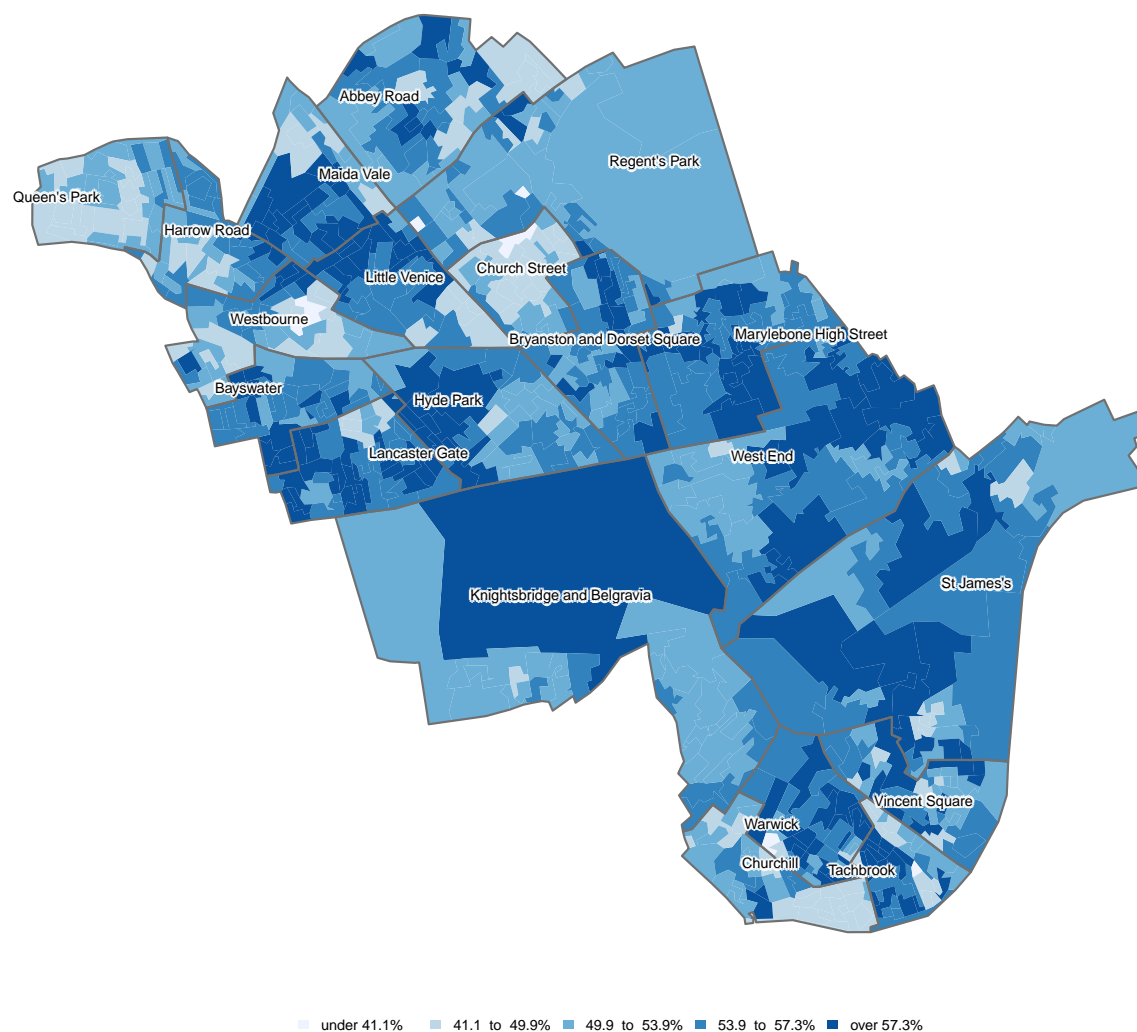 Abbey Road
Regent's Park
Maida Vale
Queen's Park
Harrow Road
Church Street
Little Venice
Westbourne
Bryanston and Dorset Square
Marylebone High Street
Bayswater
Hyde Park
Lancaster Gate
West End
St James's
Knightsbridge and Belgravia
Vincent Square
Warwick
Churchill
Tachbrook
under 41.1% 41.1 to 49.9% 49.9 to 53.9% 53.9 to 57.3% over 57.3%